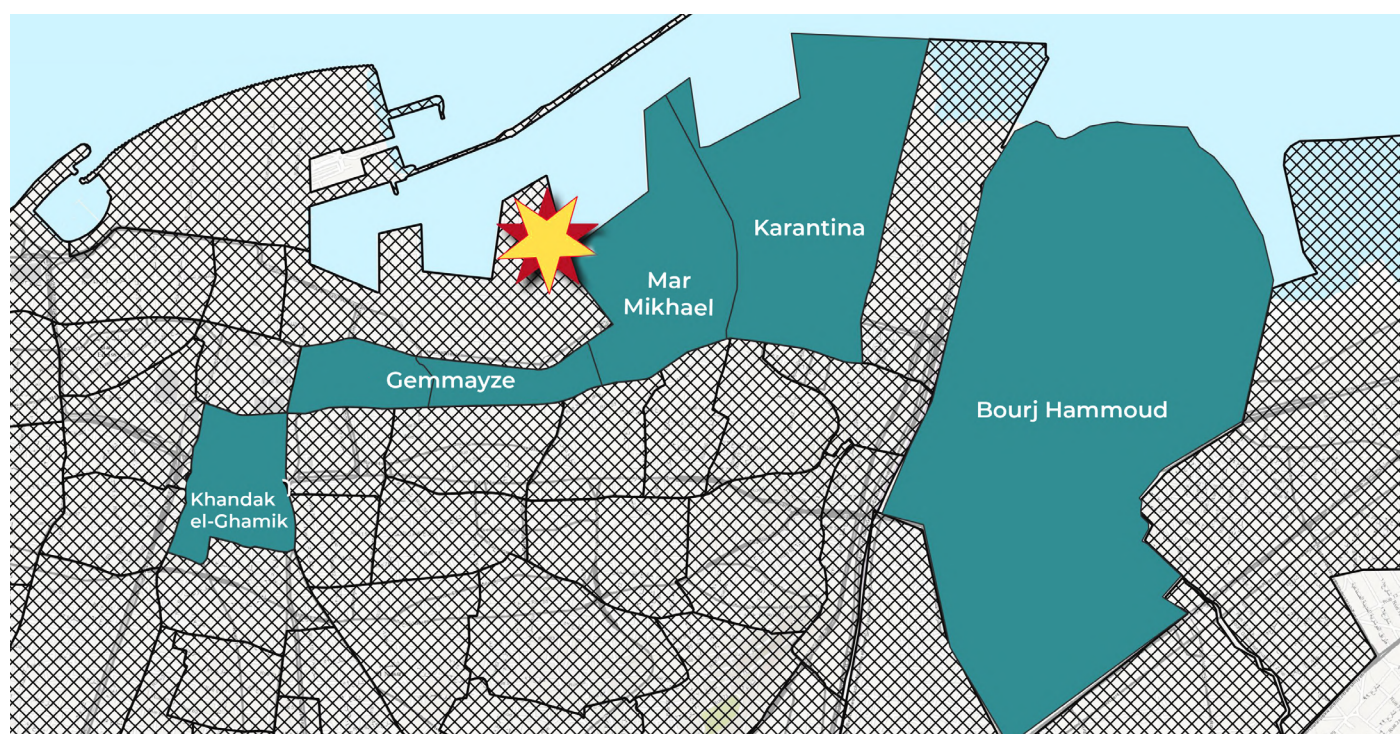 Karantina
Mar
Mikhael
Gemmayze
Bourj Hammoud
Khandak
el-Ghamik